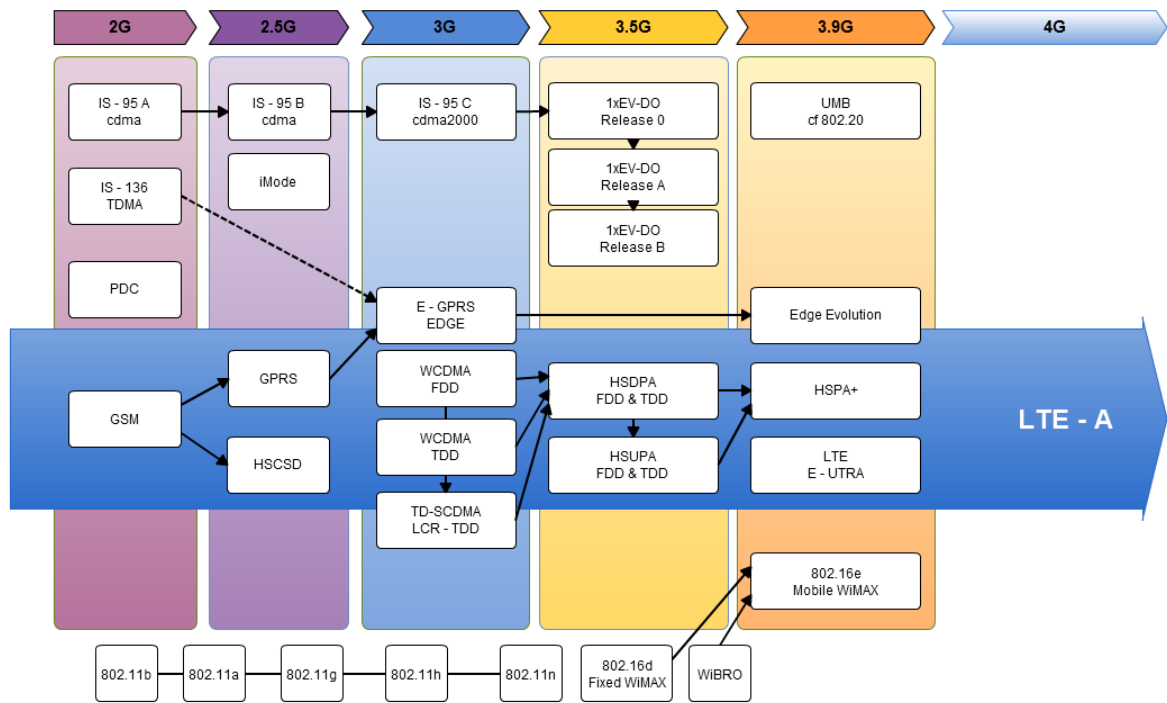 2G
2.5G
3G
3.5G
3.9G
4G
IS - 95 A
cdma
IS - 95 B
cdma
IS - 95 C
cdma2000
1xEV-DO
Release 0
UMB
cf 802.20
IS - 136
TDMA
iMode
1xEV-DO
Release A
1xEV-DO
Release B
PDC
E - GPRS
EDGE
Edge Evolution
GSM
GPRS
HSCSD
WCDMA
FDD
WCDMA
TDD
TD-SCDMA
LCR - TDD
HSDPA
FDD & TDD
HSUPA
FDD & TDD
HSPA+
LTE
E - UTRA
LTE - A
802.16e
Mobile WiMAX
802.11b
802.11a
802.11g
802.11h
802.11n
802.16d
Fixed WiMAX
WiBRO